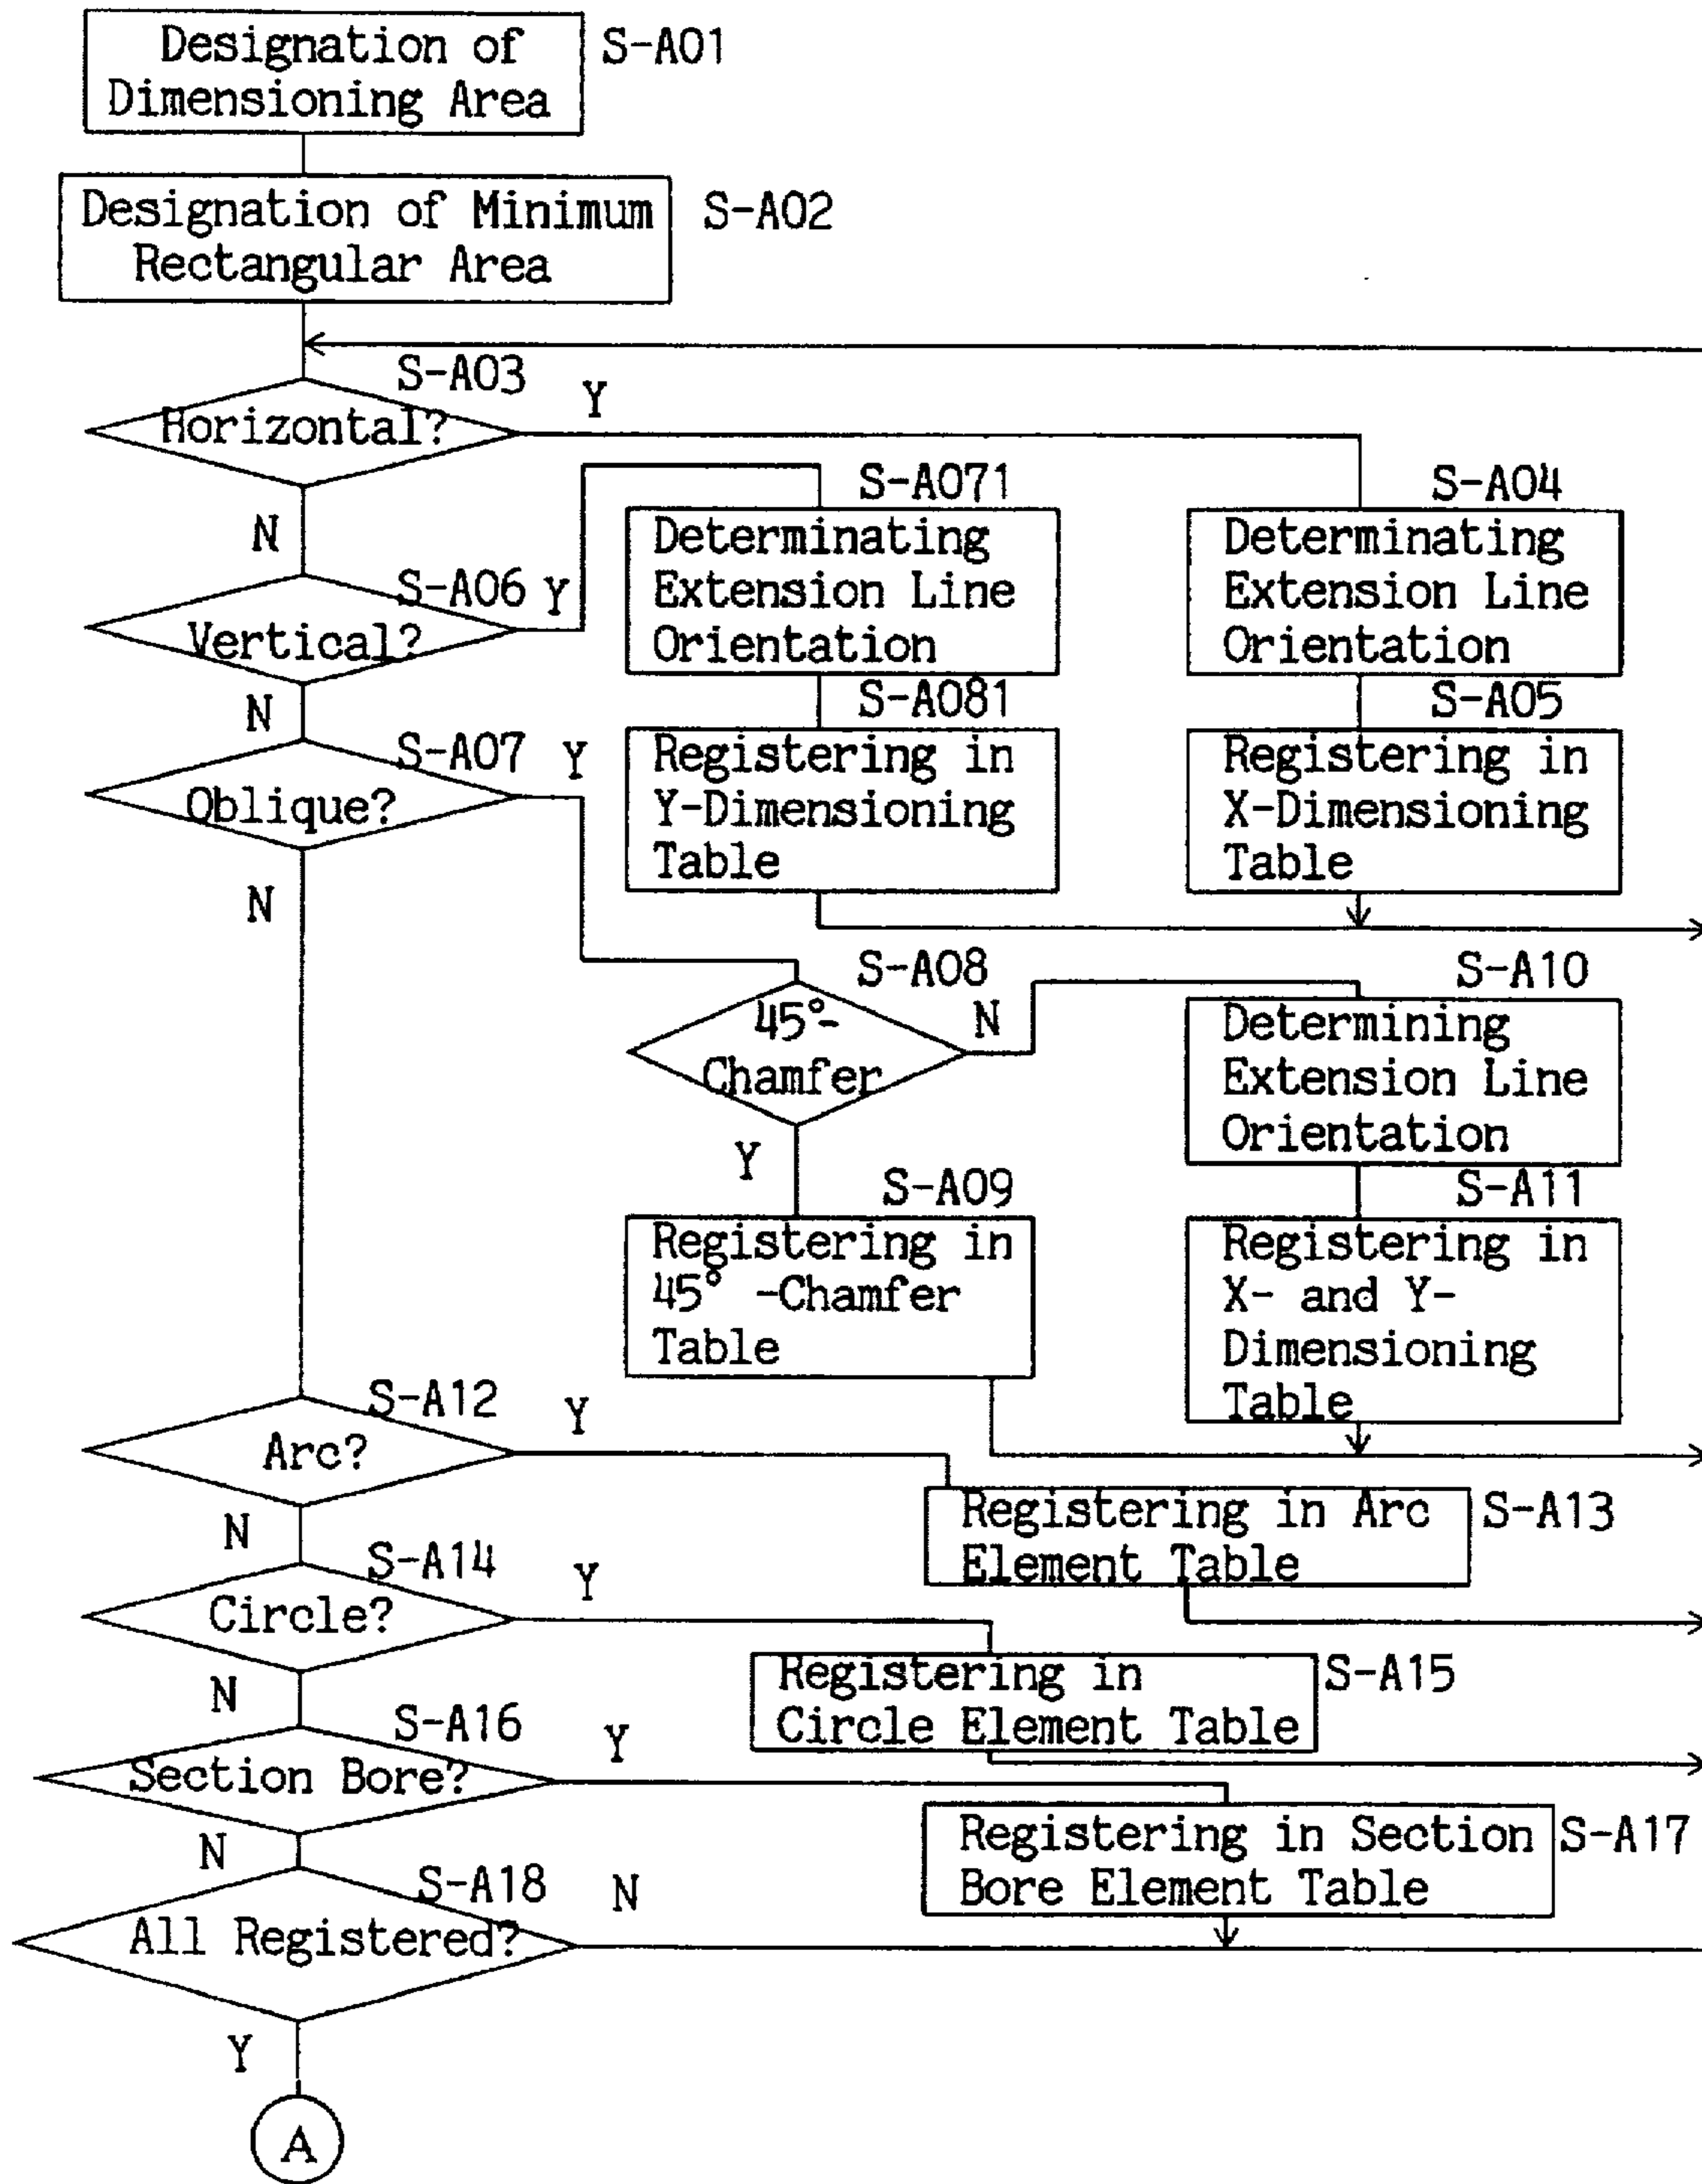 Designation of
Dimensioning Area
S-A01
Designation of Minimum
Rectangular Area
S-A02
S-A03
Horizontal?
Y
N
S-A071
Determinating
Extension Line
Orientation
S-A04
Determinating
Extension Line
Orientation
S-A06
Y
Vertical?
N
S-A081
Registering in
Y-Dimensioning
Table
S-A05
Registering in
X-Dimensioning
Table
S-A07
Y
Oblique?
N
S-A08
45°-
Chamfer
N
Y
S-A10
Determining
Extension Line
Orientation
S-A09
Registering in
45° -Chamfer
Table
S-A11
Registering in
X- and Y-
Dimensioning
Table
S-A12
Y
Arc?
N
Registering in Arc
Element Table
S-A13
S-A14
Y
Circle?
N
Registering in
Circle Element Table
S-A15
S-A16
Y
Section Bore?
N
Registering in Section
Bore Element Table
S-A17
S-A18
N
All Registered?
Y
A